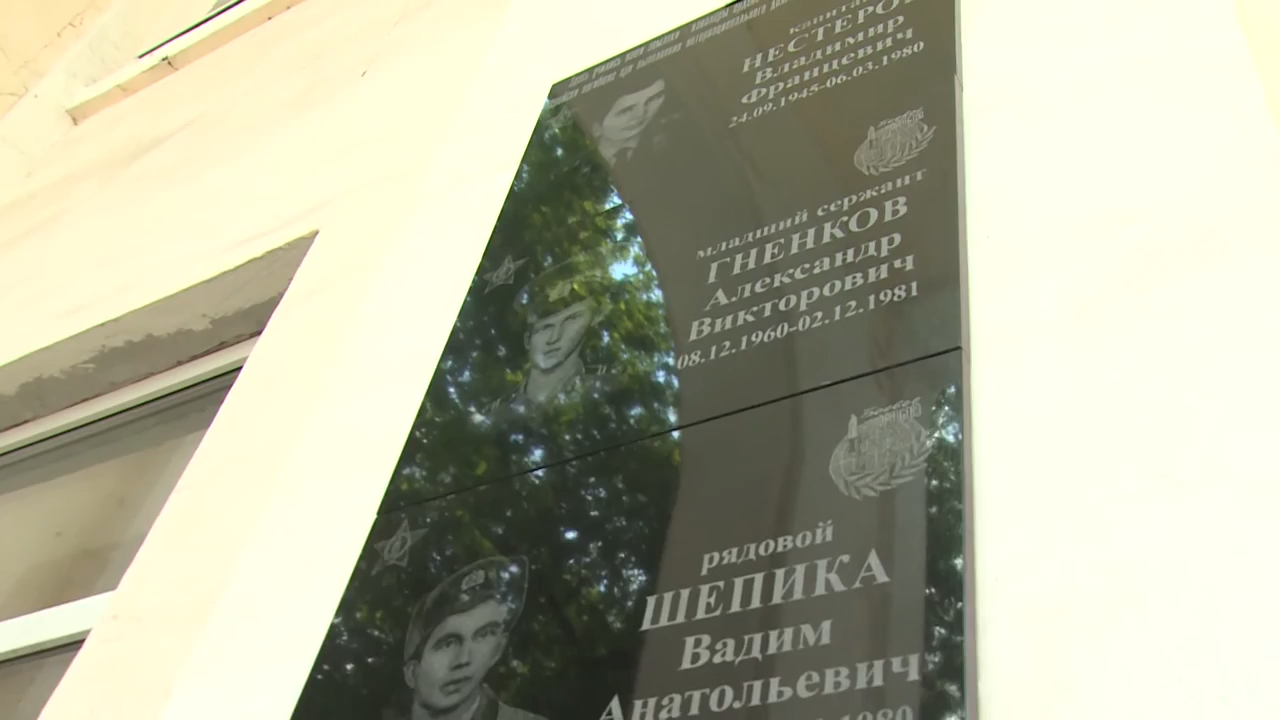 НЕСТЕРОВ
Владимир
Францевич
24.09.1945-06.03.1980
младший сержант
ГНЕНКОВ
Александр
Викторович
08.12.1960-02.12.1981
рядовой
ШЕПИКА
Вадим
Анатольевич
1980